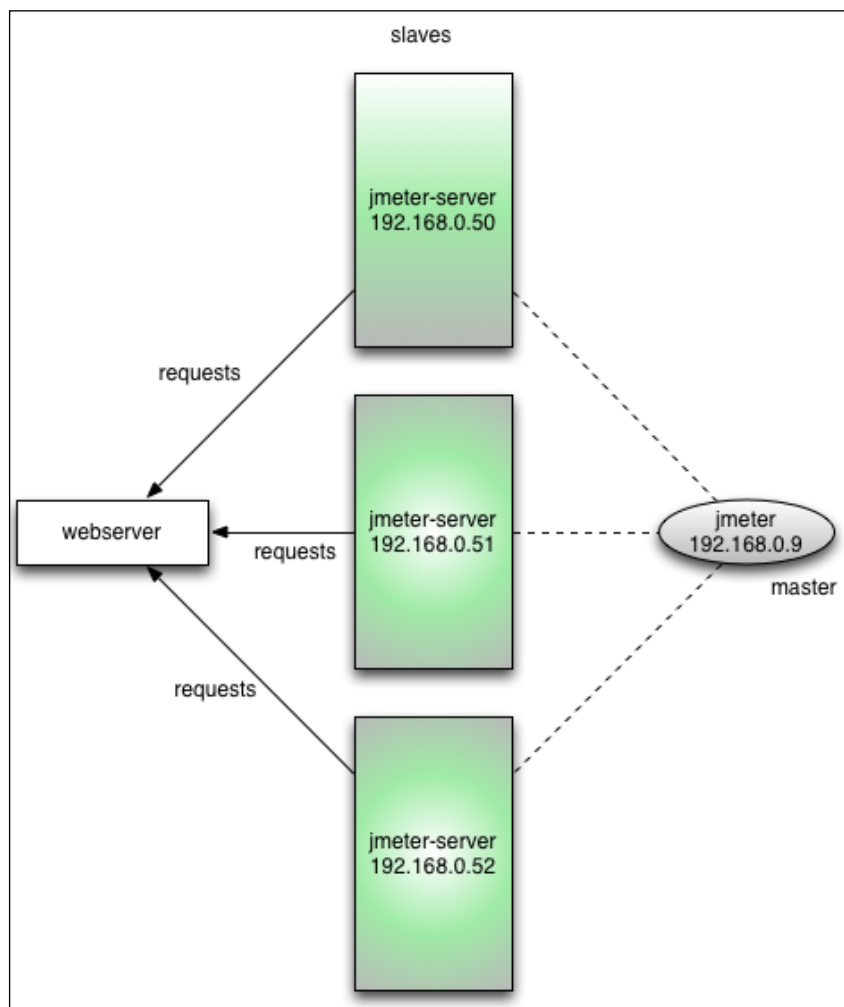 slaves
jmeter-server
192.168.0.50
requests
webserver
requests
jmeter-server
192.168.0.51
jmeter
192.168.0.9
master
requests
jmeter-server
192.168.0.52